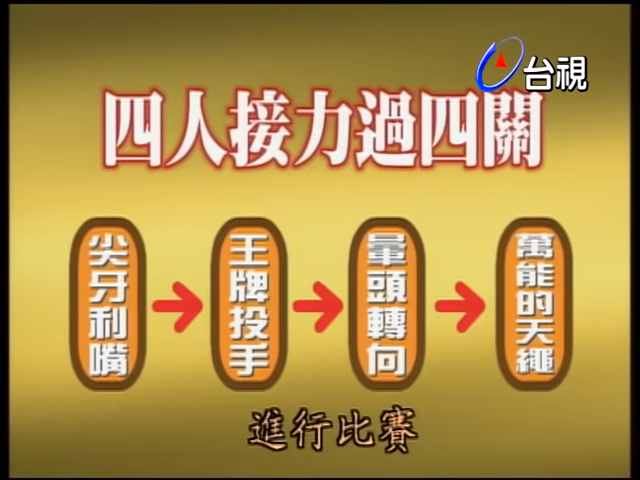 台視
四人接力過四關
尖牙利嘴
王牌投手
暈頭轉向
萬能的天繩
進行比賽